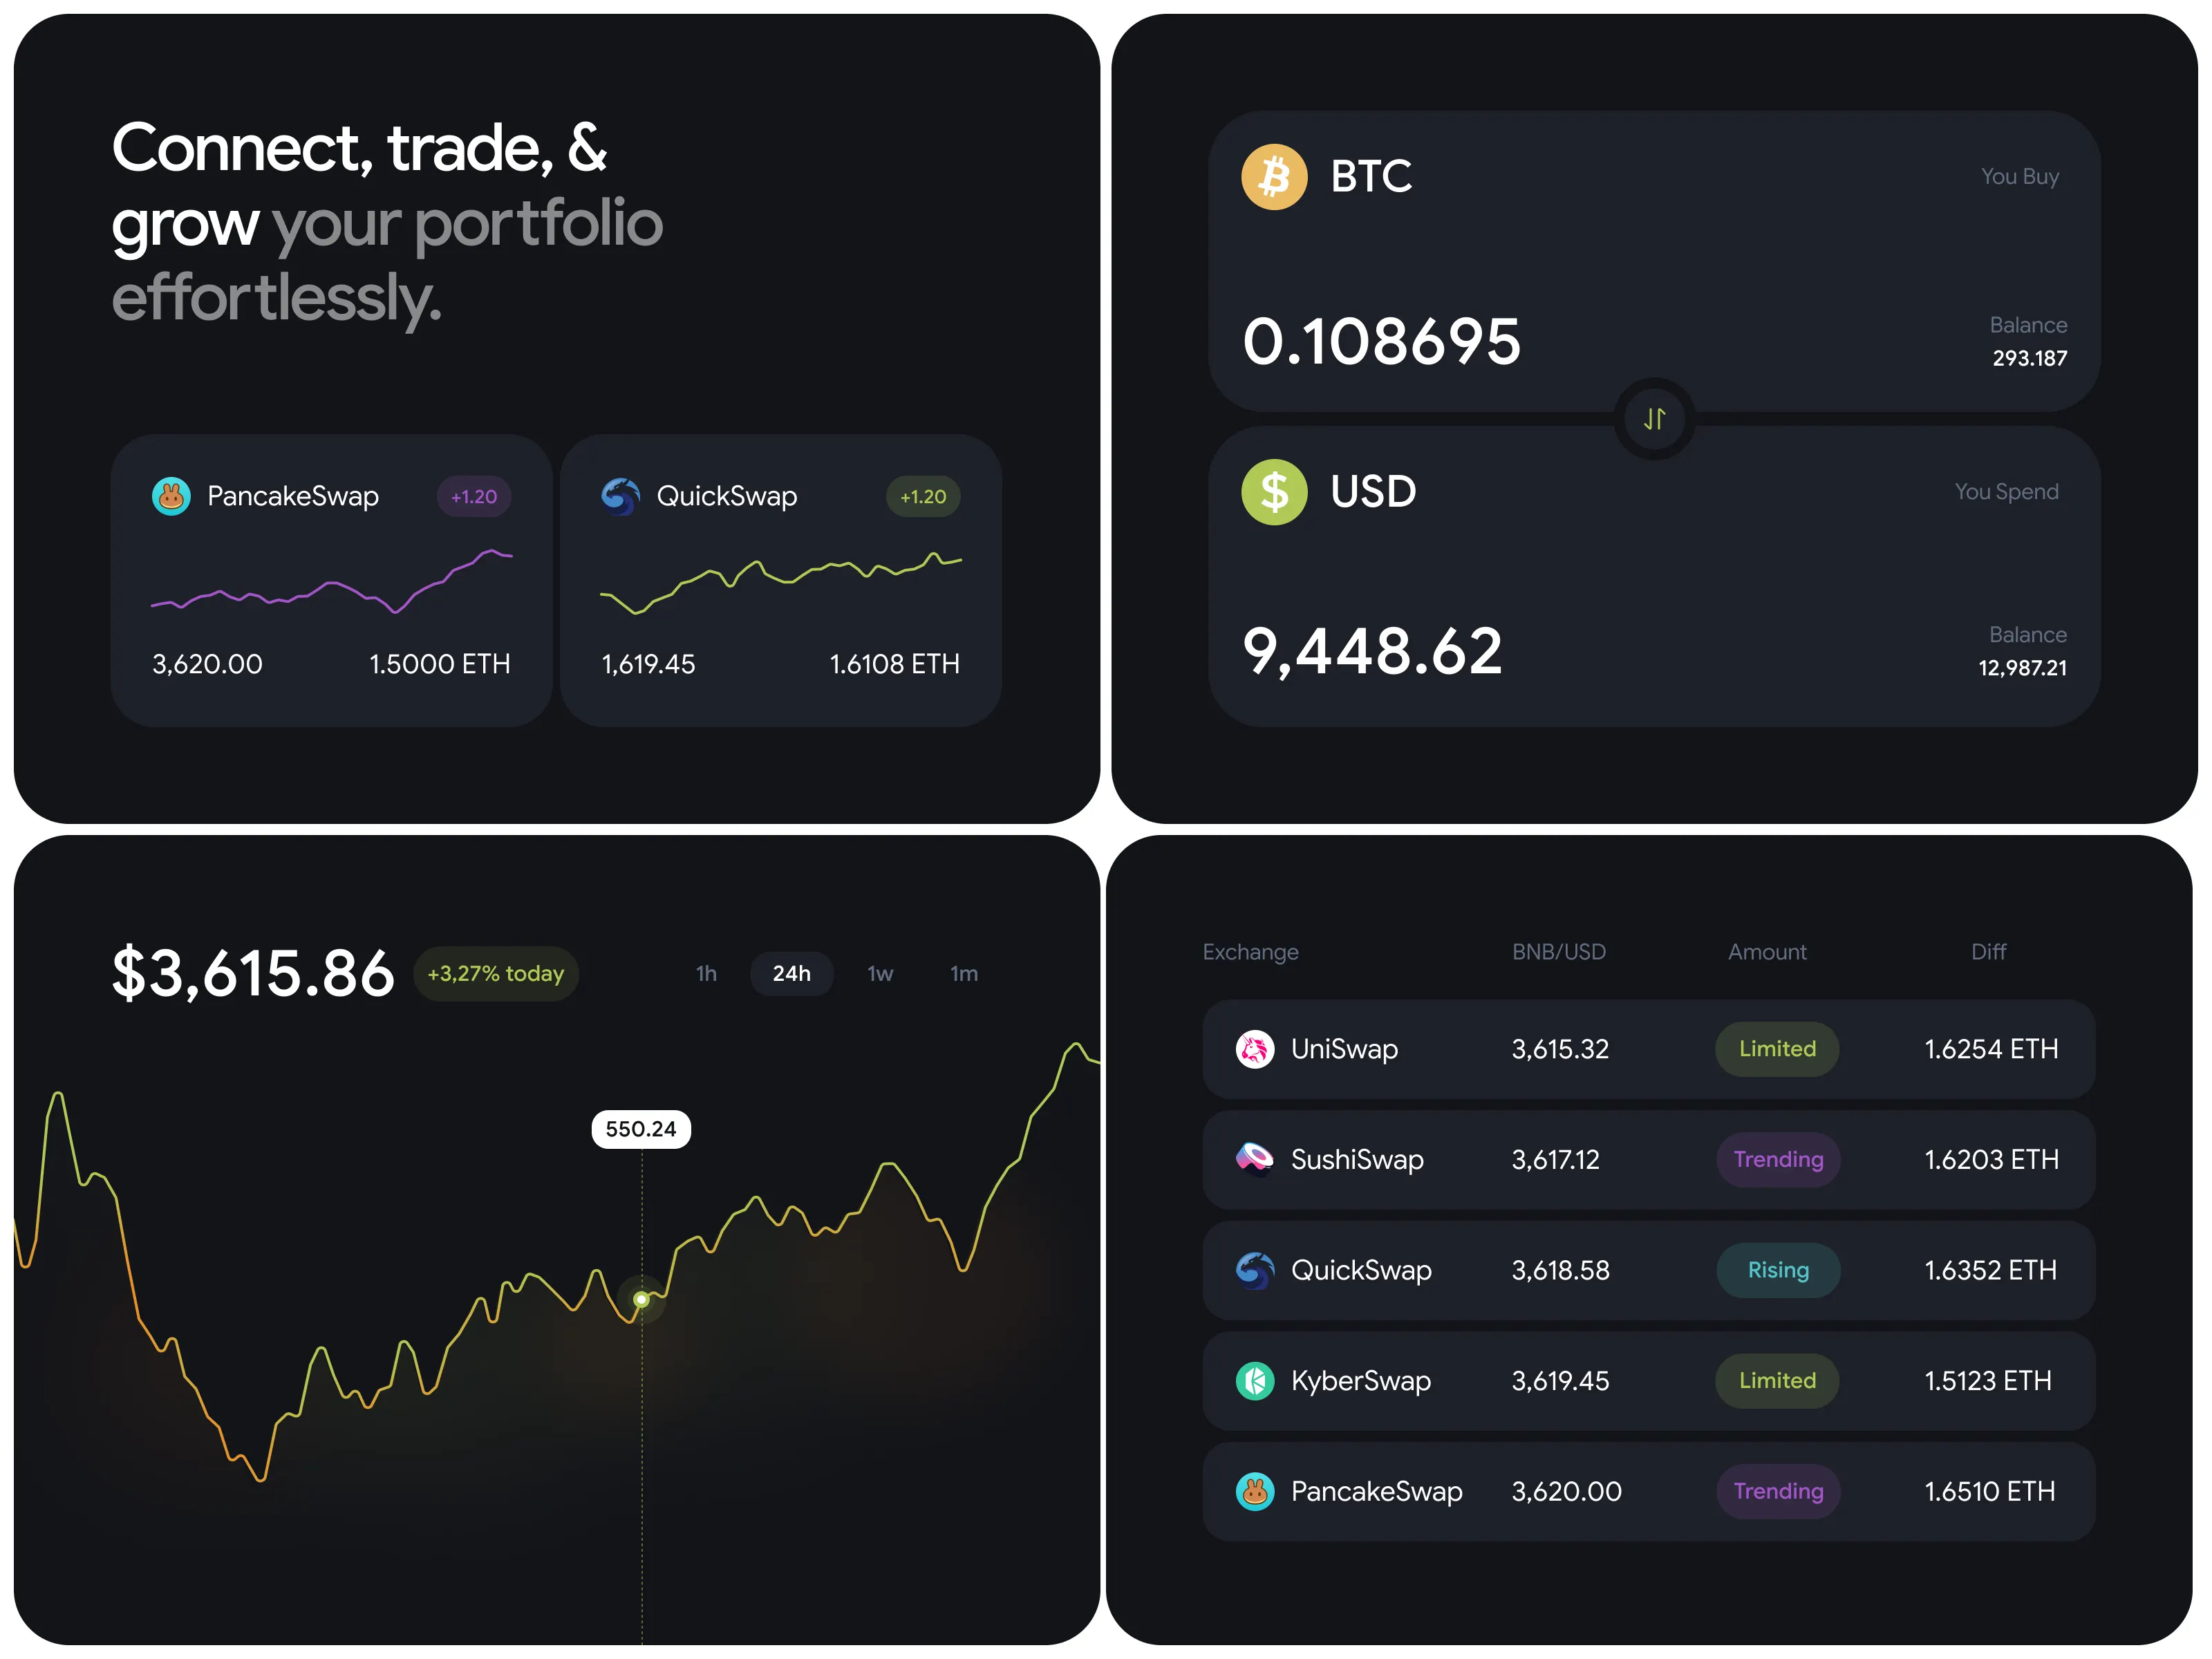 Connect, trade, &
grow your portfolio
effortlessly.
PancakeSwap +1.20
3,620.00 1.5000 ETH
QuickSwap +1.20
1,619.45 1.6108 ETH
BTC You Buy
0.108695
Balance
293.187
USD You Spend
9,448.62
Balance
12,987.21
$3,615.86 +3,27% today 1h 24h 1w 1m
550.24
Exchange BNB/USD Amount Diff
UniSwap 3,615.32 Limited 1.6254 ETH
SushiSwap 3,617.12 Trending 1.6203 ETH
QuickSwap 3,618.58 Rising 1.6352 ETH
KyberSwap 3,619.45 Limited 1.5123 ETH
PancakeSwap 3,620.00 Trending 1.6510 ETH